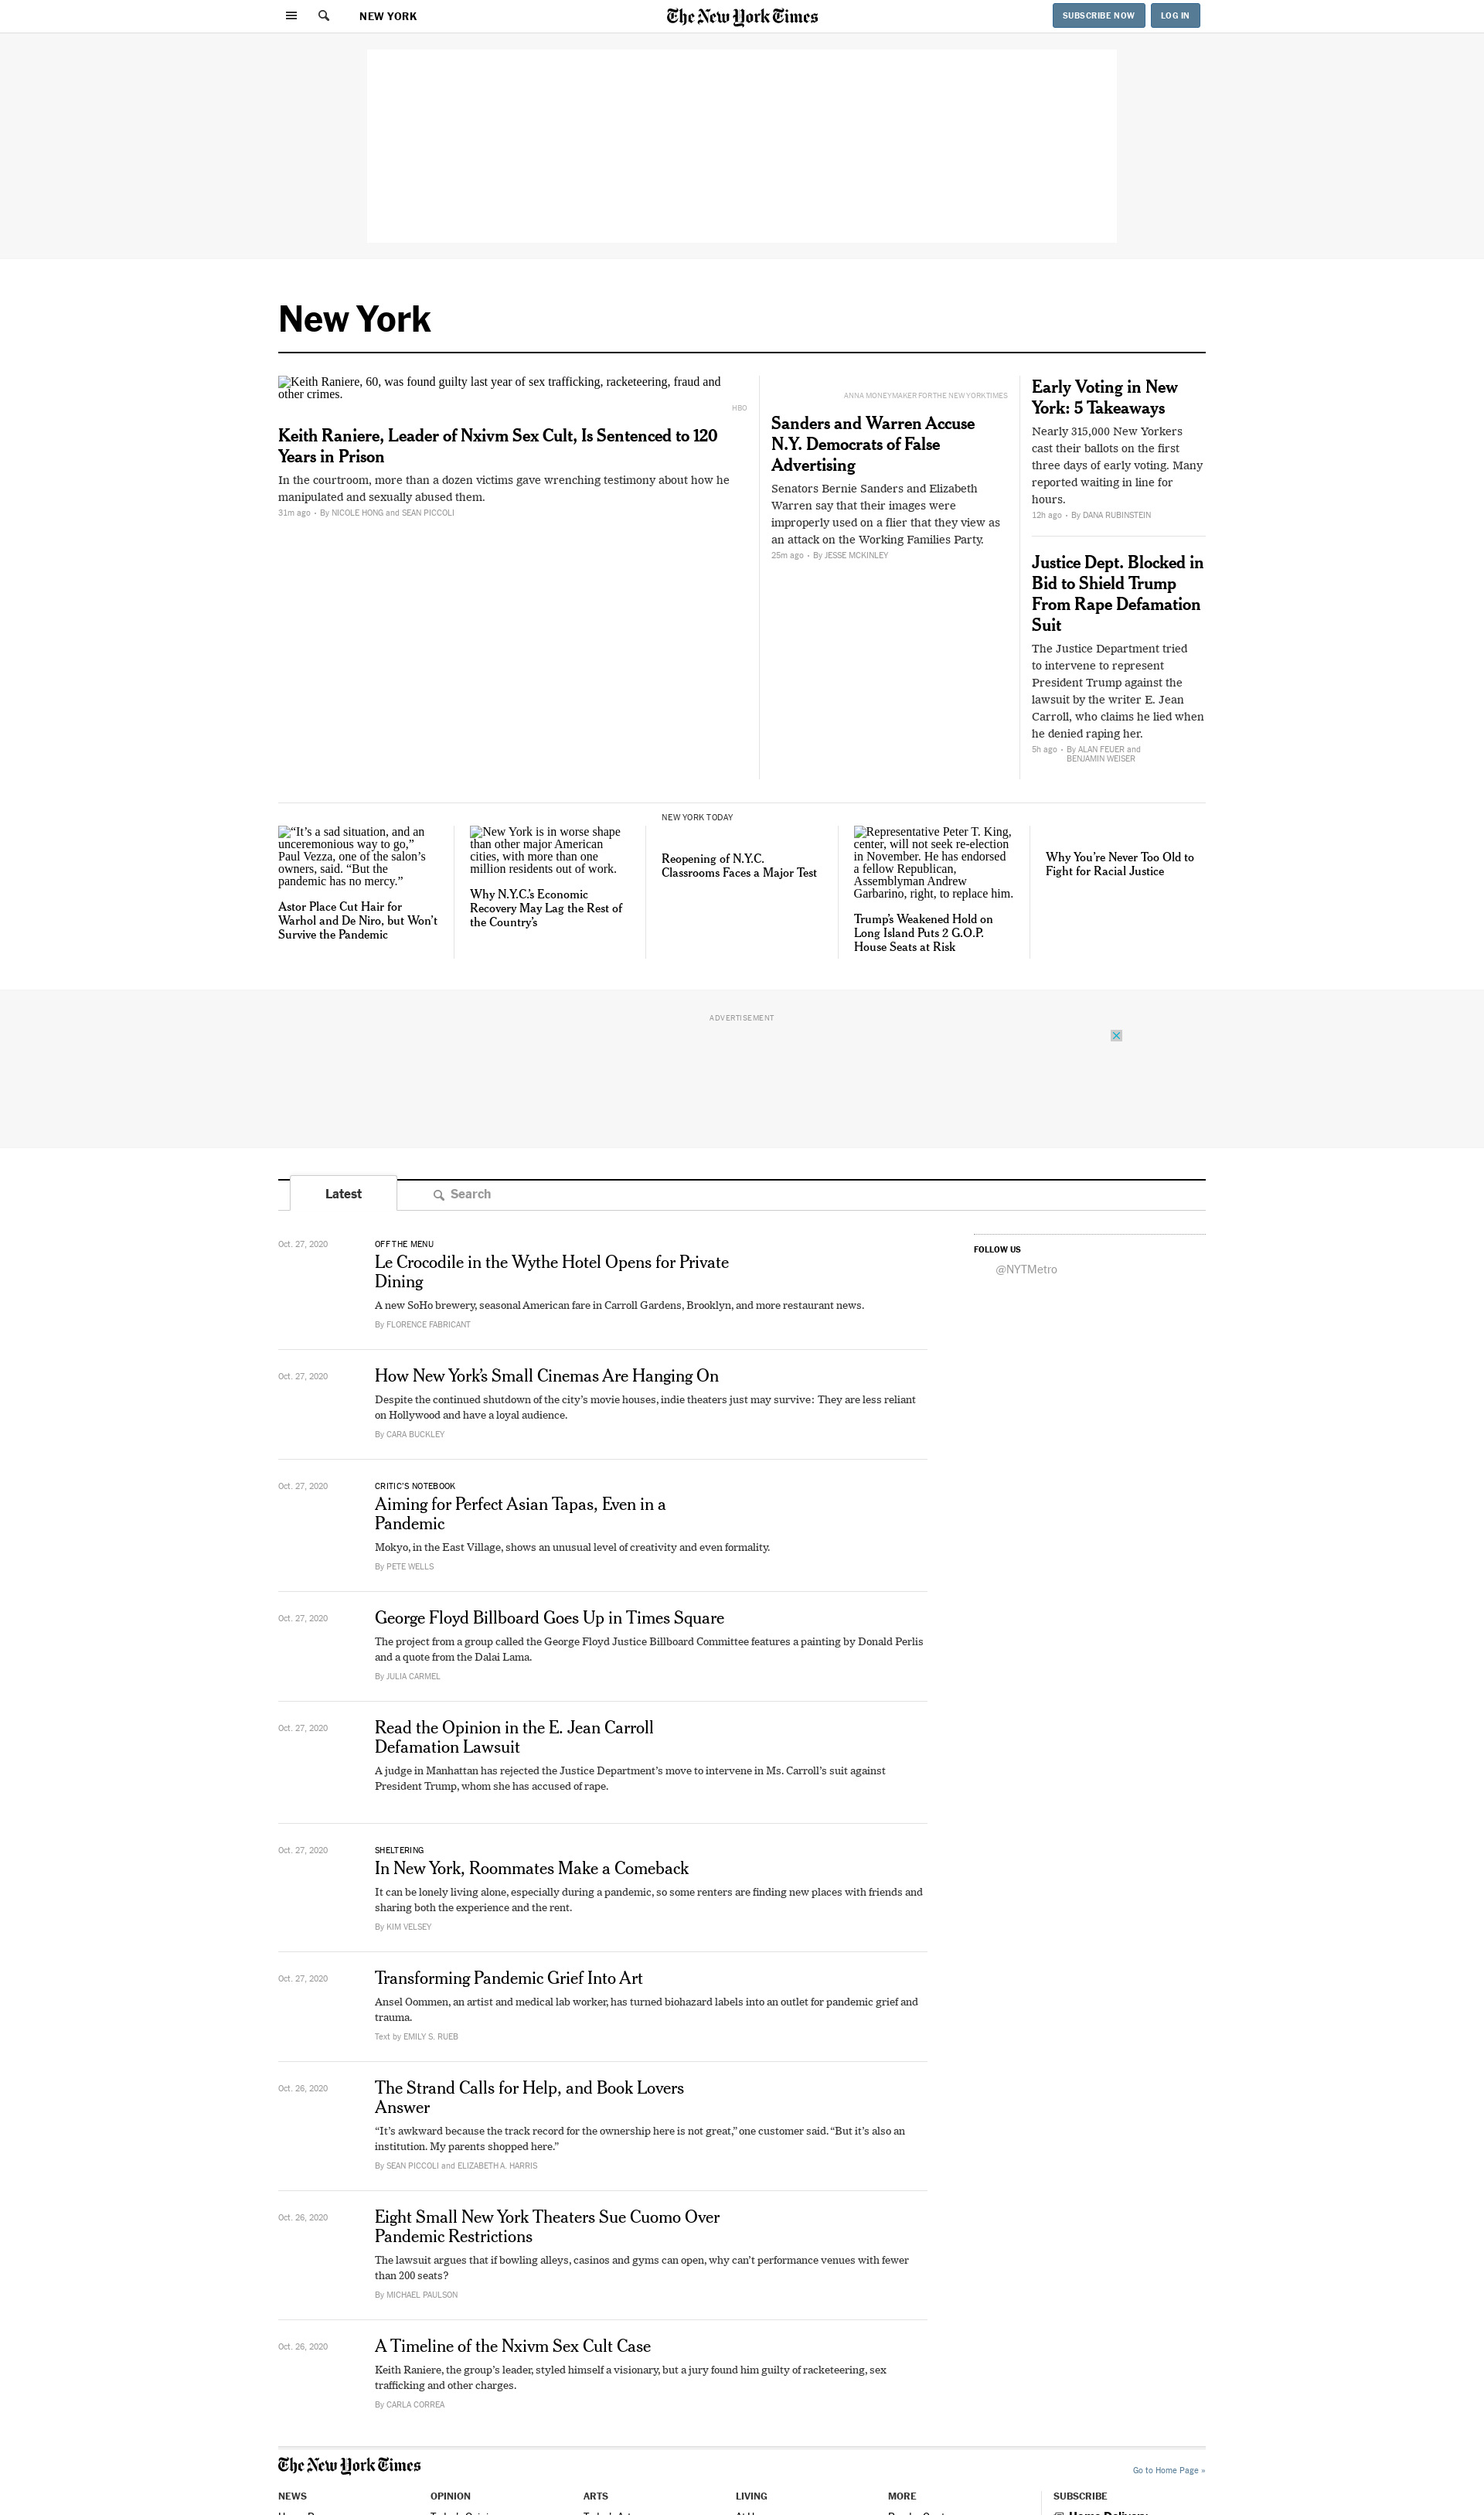 NEW YORK
The New York Times
SUBSCRIBE NOW
LOG IN
New York
Keith Raniere, 60, was found guilty last year of sex trafficking, racketeering, fraud and
other crimes.
HBO
Keith Raniere, Leader of Nxivm Sex Cult, Is Sentenced to 120
Years in Prison
In the courtroom, more than a dozen victims gave wrenching testimony about how he
manipulated and sexually abused them.
31m ago • By NICOLE HONG and SEAN PICCOLI
ANNA MONEYMAKER FOR THE NEW YORK TIMES
Sanders and Warren Accuse
N.Y. Democrats of False
Advertising
Senators Bernie Sanders and Elizabeth
Warren say that their images were
improperly used on a flier that they view as
an attack on the Working Families Party.
25m ago • By JESSE MCKINLEY
Early Voting in New
York: 5 Takeaways
Nearly 315,000 New Yorkers
cast their ballots on the first
three days of early voting. Many
reported waiting in line for
hours.
12h ago • By DANA RUBINSTEIN
Justice Dept. Blocked in
Bid to Shield Trump
From Rape Defamation
Suit
The Justice Department tried
to intervene to represent
President Trump against the
lawsuit by the writer E. Jean
Carroll, who claims he lied when
he denied raping her.
5h ago • By ALAN FEUER and
BENJAMIN WEISER
“It’s a sad situation, and an
unceremonious way to go,”
Paul Vezza, one of the salon’s
owners, said. “But the
pandemic has no mercy.”
Astor Place Cut Hair for
Warhol and De Niro, but Won’t
Survive the Pandemic
New York is in worse shape
than other major American
cities, with more than one
million residents out of work.
Why N.Y.C.’s Economic
Recovery May Lag the Rest of
the Country’s
NEW YORK TODAY
Reopening of N.Y.C.
Classrooms Faces a Major Test
Representative Peter T. King,
center, will not seek re-election
in November. He has endorsed
a fellow Republican,
Assemblyman Andrew
Garbarino, right, to replace him.
Trump’s Weakened Hold on
Long Island Puts 2 G.O.P.
House Seats at Risk
Why You’re Never Too Old to
Fight for Racial Justice
ADVERTISEMENT
Latest
Search
Oct. 27, 2020
OFF THE MENU
Le Crocodile in the Wythe Hotel Opens for Private
Dining
A new SoHo brewery, seasonal American fare in Carroll Gardens, Brooklyn, and more restaurant news.
By FLORENCE FABRICANT
FOLLOW US
@NYTMetro
Oct. 27, 2020
How New York’s Small Cinemas Are Hanging On
Despite the continued shutdown of the city’s movie houses, indie theaters just may survive: They are less reliant
on Hollywood and have a loyal audience.
By CARA BUCKLEY
Oct. 27, 2020
CRITIC’S NOTEBOOK
Aiming for Perfect Asian Tapas, Even in a
Pandemic
Mokyo, in the East Village, shows an unusual level of creativity and even formality.
By PETE WELLS
Oct. 27, 2020
George Floyd Billboard Goes Up in Times Square
The project from a group called the George Floyd Justice Billboard Committee features a painting by Donald Perlis
and a quote from the Dalai Lama.
By JULIA CARMEL
Oct. 27, 2020
Read the Opinion in the E. Jean Carroll
Defamation Lawsuit
A judge in Manhattan has rejected the Justice Department’s move to intervene in Ms. Carroll’s suit against
President Trump, whom she has accused of rape.
Oct. 27, 2020
SHELTERING
In New York, Roommates Make a Comeback
It can be lonely living alone, especially during a pandemic, so some renters are finding new places with friends and
sharing both the experience and the rent.
By KIM VELSEY
Oct. 27, 2020
Transforming Pandemic Grief Into Art
Ansel Oommen, an artist and medical lab worker, has turned biohazard labels into an outlet for pandemic grief and
trauma.
Text by EMILY S. RUEB
Oct. 26, 2020
The Strand Calls for Help, and Book Lovers
Answer
“It’s awkward because the track record for the ownership here is not great,” one customer said. “But it’s also an
institution. My parents shopped here.”
By SEAN PICCOLI and ELIZABETH A. HARRIS
Oct. 26, 2020
Eight Small New York Theaters Sue Cuomo Over
Pandemic Restrictions
The lawsuit argues that if bowling alleys, casinos and gyms can open, why can’t performance venues with fewer
than 200 seats?
By MICHAEL PAULSON
Oct. 26, 2020
A Timeline of the Nxivm Sex Cult Case
Keith Raniere, the group’s leader, styled himself a visionary, but a jury found him guilty of racketeering, sex
trafficking and other charges.
By CARLA CORREA
The New York Times
Go to Home Page »
NEWS
OPINION
ARTS
LIVING
MORE
SUBSCRIBE